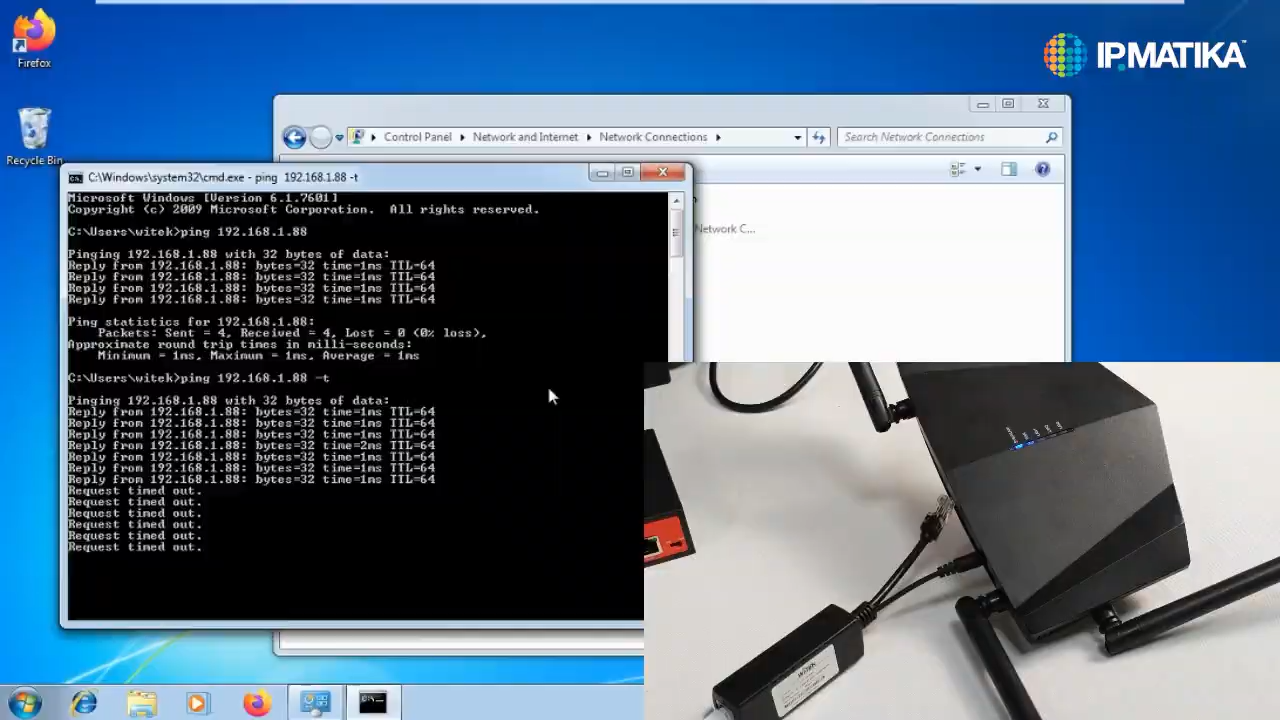 Firefox
IPMATIKA
Recycle Bin
Control Panel Network and Internet Network Connections
Search Network Connections
Network C...
C:\Windows\system32\cmd.exe - ping 192.168.1.88 -t
Microsoft Windows [Version 6.1.7601]
Copyright (c) 2009 Microsoft Corporation. All rights reserved.
C:\Users\witek>ping 192.168.1.88
Pinging 192.168.1.88 with 32 bytes of data:
Reply from 192.168.1.88: bytes=32 time=1ms TTL=64
Reply from 192.168.1.88: bytes=32 time=1ms TTL=64
Reply from 192.168.1.88: bytes=32 time=1ms TTL=64
Reply from 192.168.1.88: bytes=32 time=1ms TTL=64
Ping statistics for 192.168.1.88:
Packets: Sent = 4, Received = 4, Lost = 0 (0% loss),
Approximate round trip times in milli-seconds:
Minimum = 1ms, Maximum = 1ms, Average = 1ms
C:\Users\witek>ping 192.168.1.88 -t
Pinging 192.168.1.88 with 32 bytes of data:
Reply from 192.168.1.88: bytes=32 time=1ms TTL=64
Reply from 192.168.1.88: bytes=32 time=1ms TTL=64
Reply from 192.168.1.88: bytes=32 time=1ms TTL=64
Reply from 192.168.1.88: bytes=32 time=2ms TTL=64
Reply from 192.168.1.88: bytes=32 time=1ms TTL=64
Reply from 192.168.1.88: bytes=32 time=1ms TTL=64
Reply from 192.168.1.88: bytes=32 time=1ms TTL=64
Request timed out.
Request timed out.
Request timed out.
Request timed out.
Request timed out.
Request timed out.